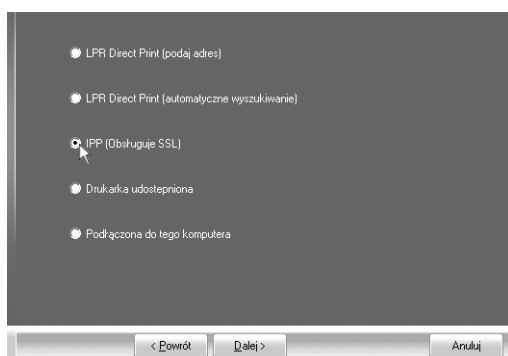 LPR Direct Print (podaj adres)
LPR Direct Print (automatyczne wyszukiwanie)
IPP (Obsługuje SSL)
Drukarka udostepniona
Podłączona do tego komputera
< Powrót
Dalej >
Anuluj